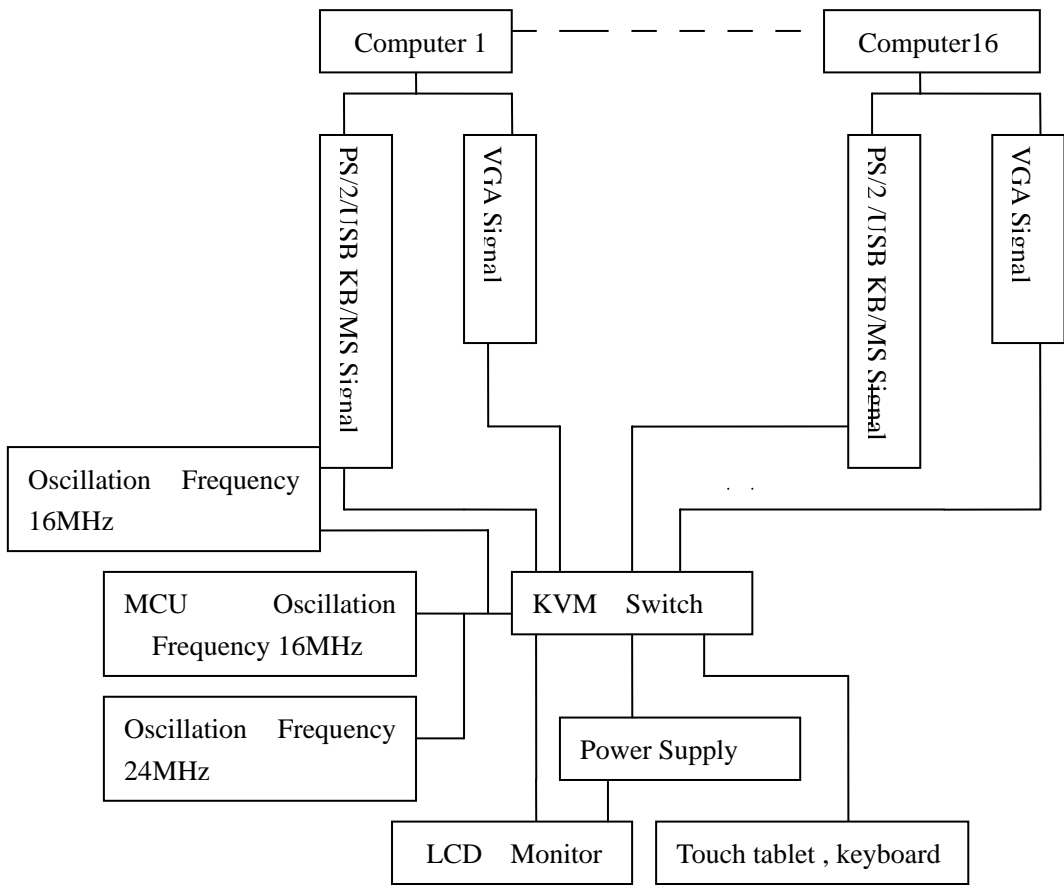 Computer 1
Computer16
PS/2/USB KB/MS Signal
VGA Signal
PS/2 /USB KB/MS Signal
VGA Signal
Oscillation Frequency
16MHz
MCU Oscillation
Frequency 16MHz
KVM Switch
Oscillation Frequency
24MHz
Power Supply
LCD Monitor
Touch tablet , keyboard